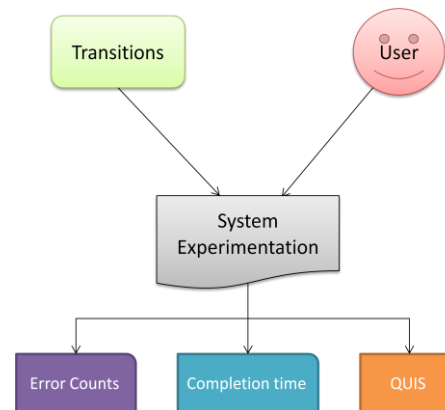 Transitions
User
System
Experimentation
Error Counts
Completion time
QUIS